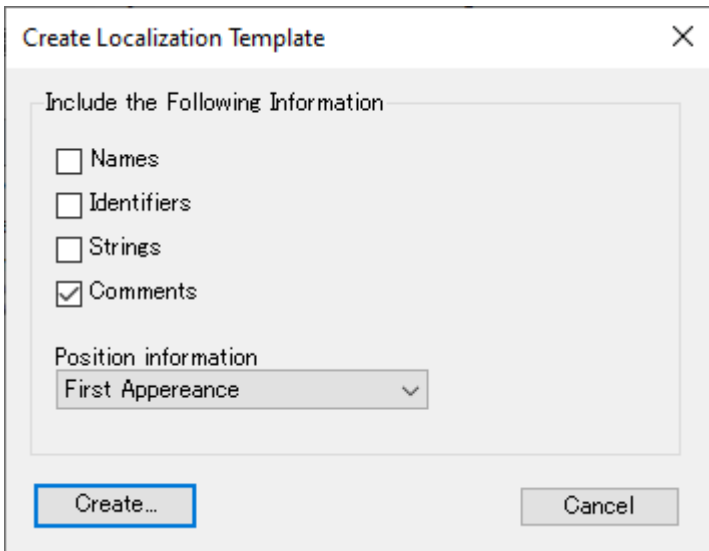 Create Localization Template
Include the Following Information
Names
Identifiers
Strings
Comments
Position information
First Appereance
Create...
Cancel